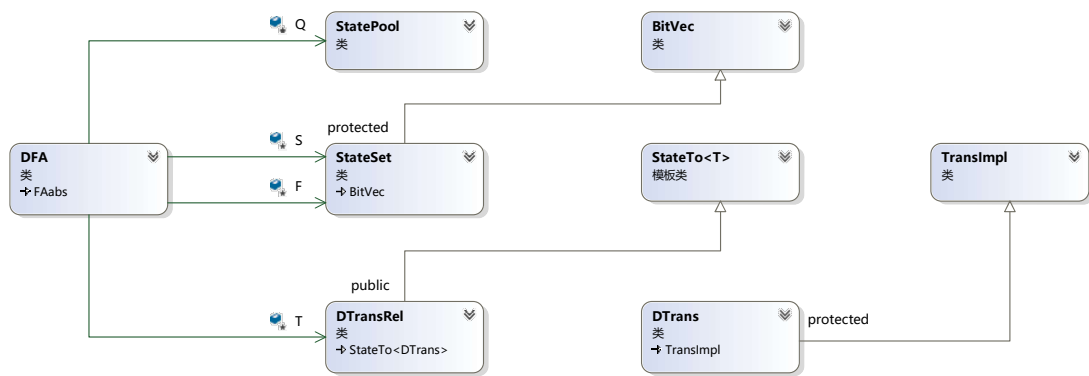 Q
StatePool
类
BitVec
类
protected
S
DFA
类
FAabs
StateSet
类
BitVec
F
StateTo<T>
模板类
TransImpl
类
public
T
DTransRel
类
StateTo<DTrans>
DTrans
类
TransImpl
protected